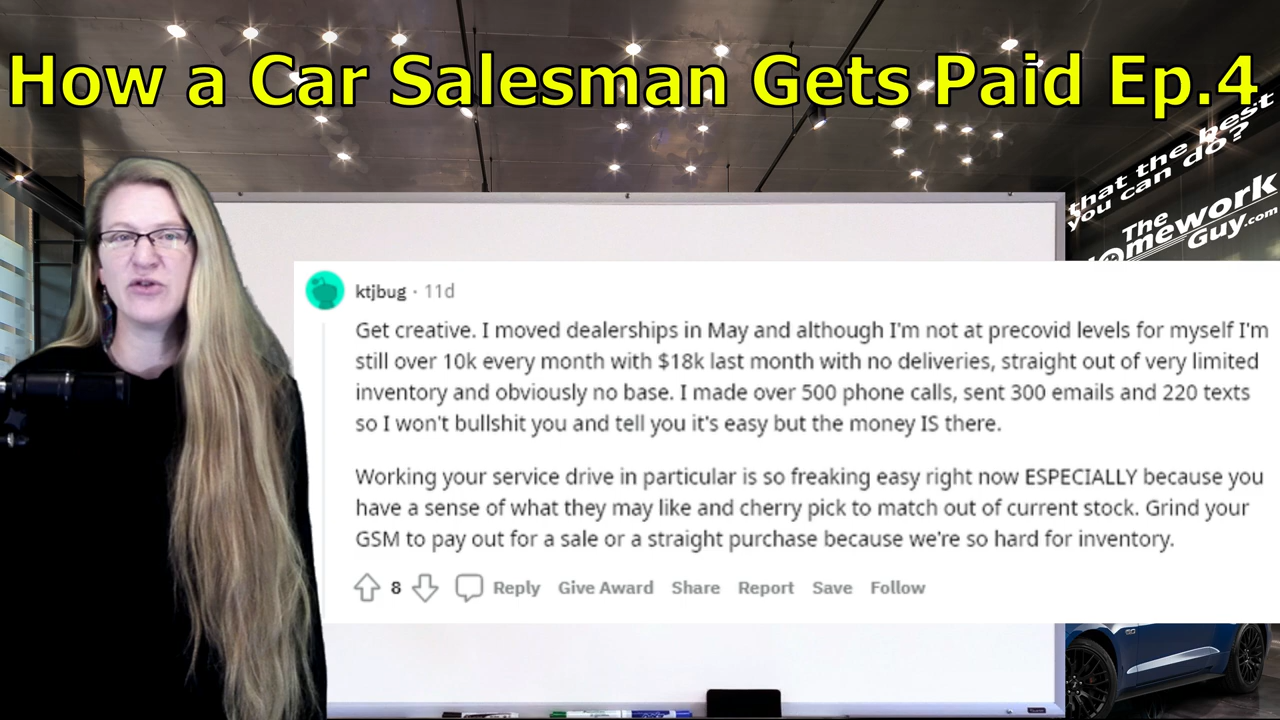 How a Car Salesman Gets Paid Ep.4
that the best
you can do?
The
Homework
Guy.com
ktjbug · 11d
Get creative. I moved dealerships in May and although I'm not at precovid levels for myself I'm
still over 10k every month with $18k last month with no deliveries, straight out of very limited
inventory and obviously no base. I made over 500 phone calls, sent 300 emails and 220 texts
so I won't bullshit you and tell you it's easy but the money IS there.
Working your service drive in particular is so freaking easy right now ESPECIALLY because you
have a sense of what they may like and cherry pick to match out of current stock. Grind your
GSM to pay out for a sale or a straight purchase because we're so hard for inventory.
8 Reply Give Award Share Report Save Follow